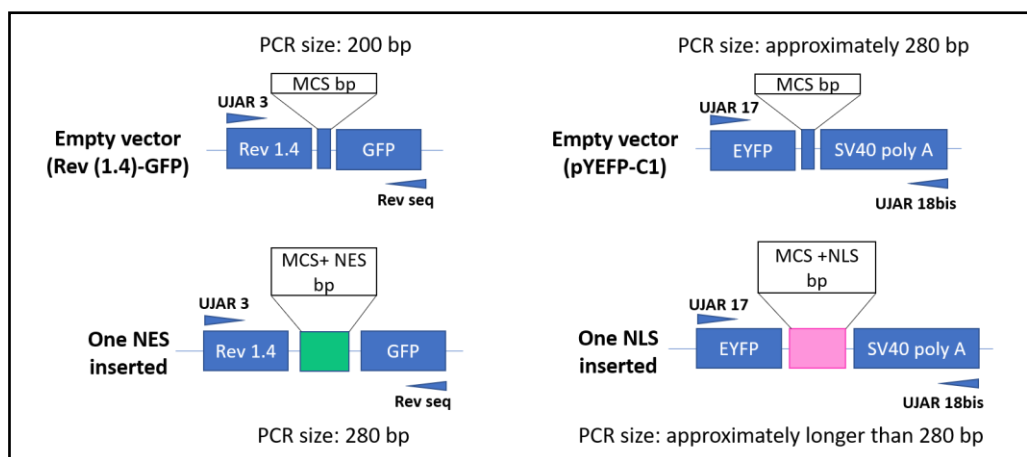 PCR size: 200 bp
MCS bp
UJAR 3
Empty vector
(Rev (1.4)-GFP)
Rev 1.4
GFP
Rev seq
PCR size: approximately 280 bp
MCS bp
UJAR 17
Empty vector
(pYEFP-C1)
EYFP
SV40 poly A
UJAR 18bis
MCS+ NES
bp
UJAR 3
One NES
inserted
Rev 1.4
GFP
Rev seq
PCR size: 280 bp
MCS +NLS
bp
UJAR 17
One NLS
inserted
EYFP
SV40 poly A
UJAR 18bis
PCR size: approximately longer than 280 bp